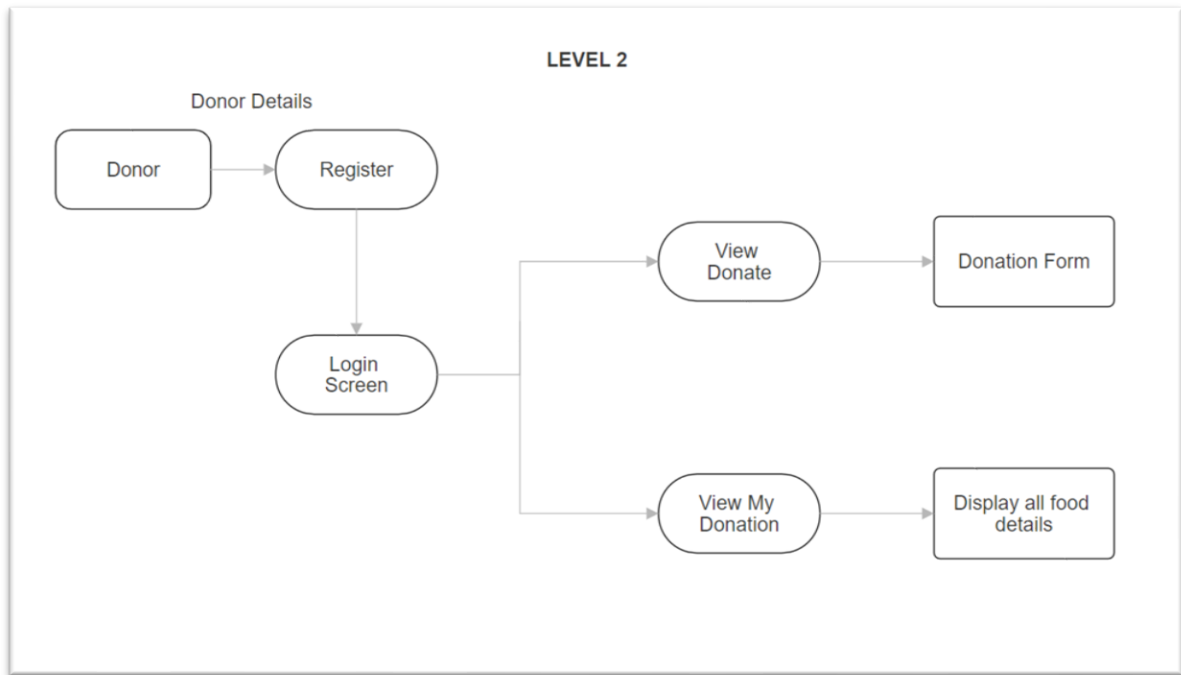 LEVEL 2
Donor Details
Donor
Register
View
Donate
Donation Form
Login
Screen
View My
Donation
Display all food
details